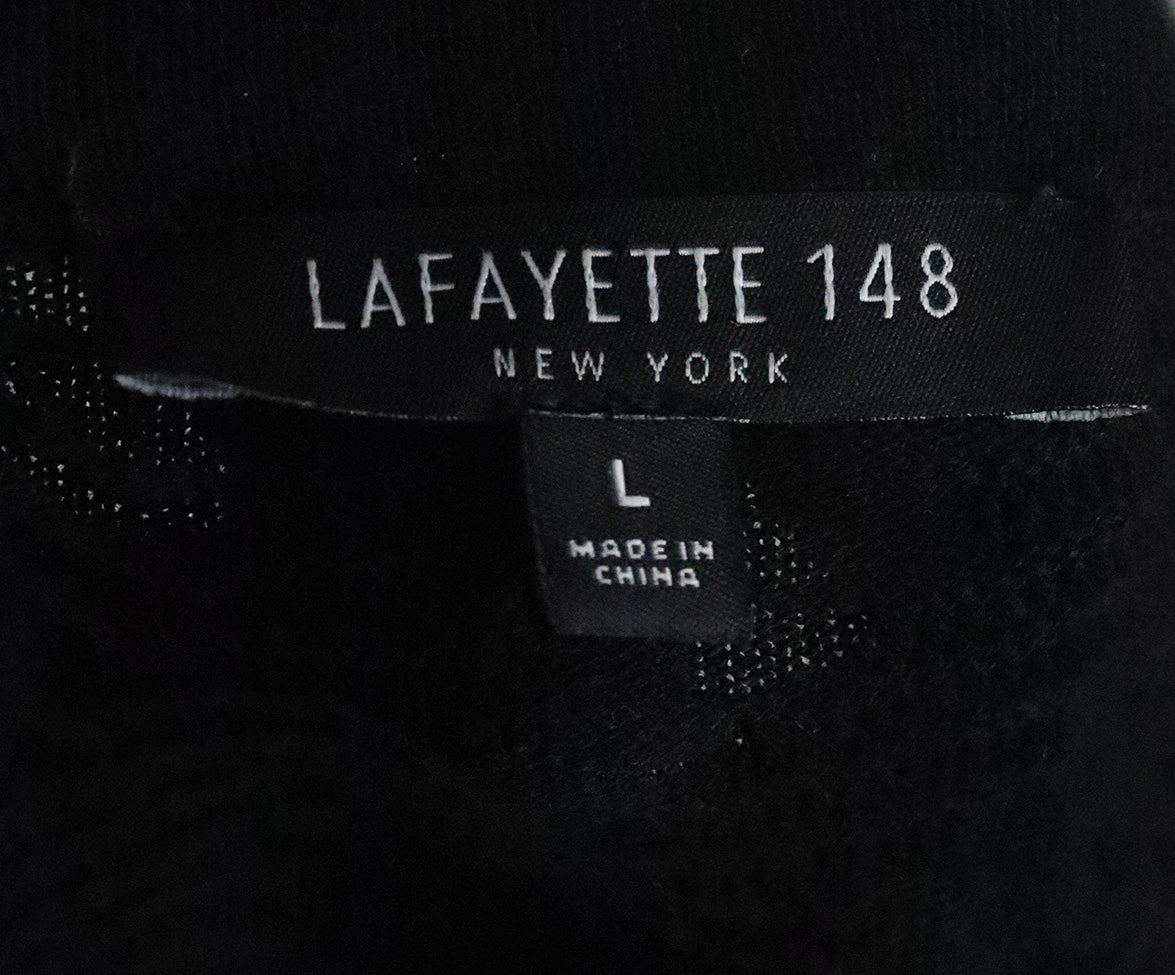 LAFAYETTE 148
NEW YORK
L
MADE IN
CHINA